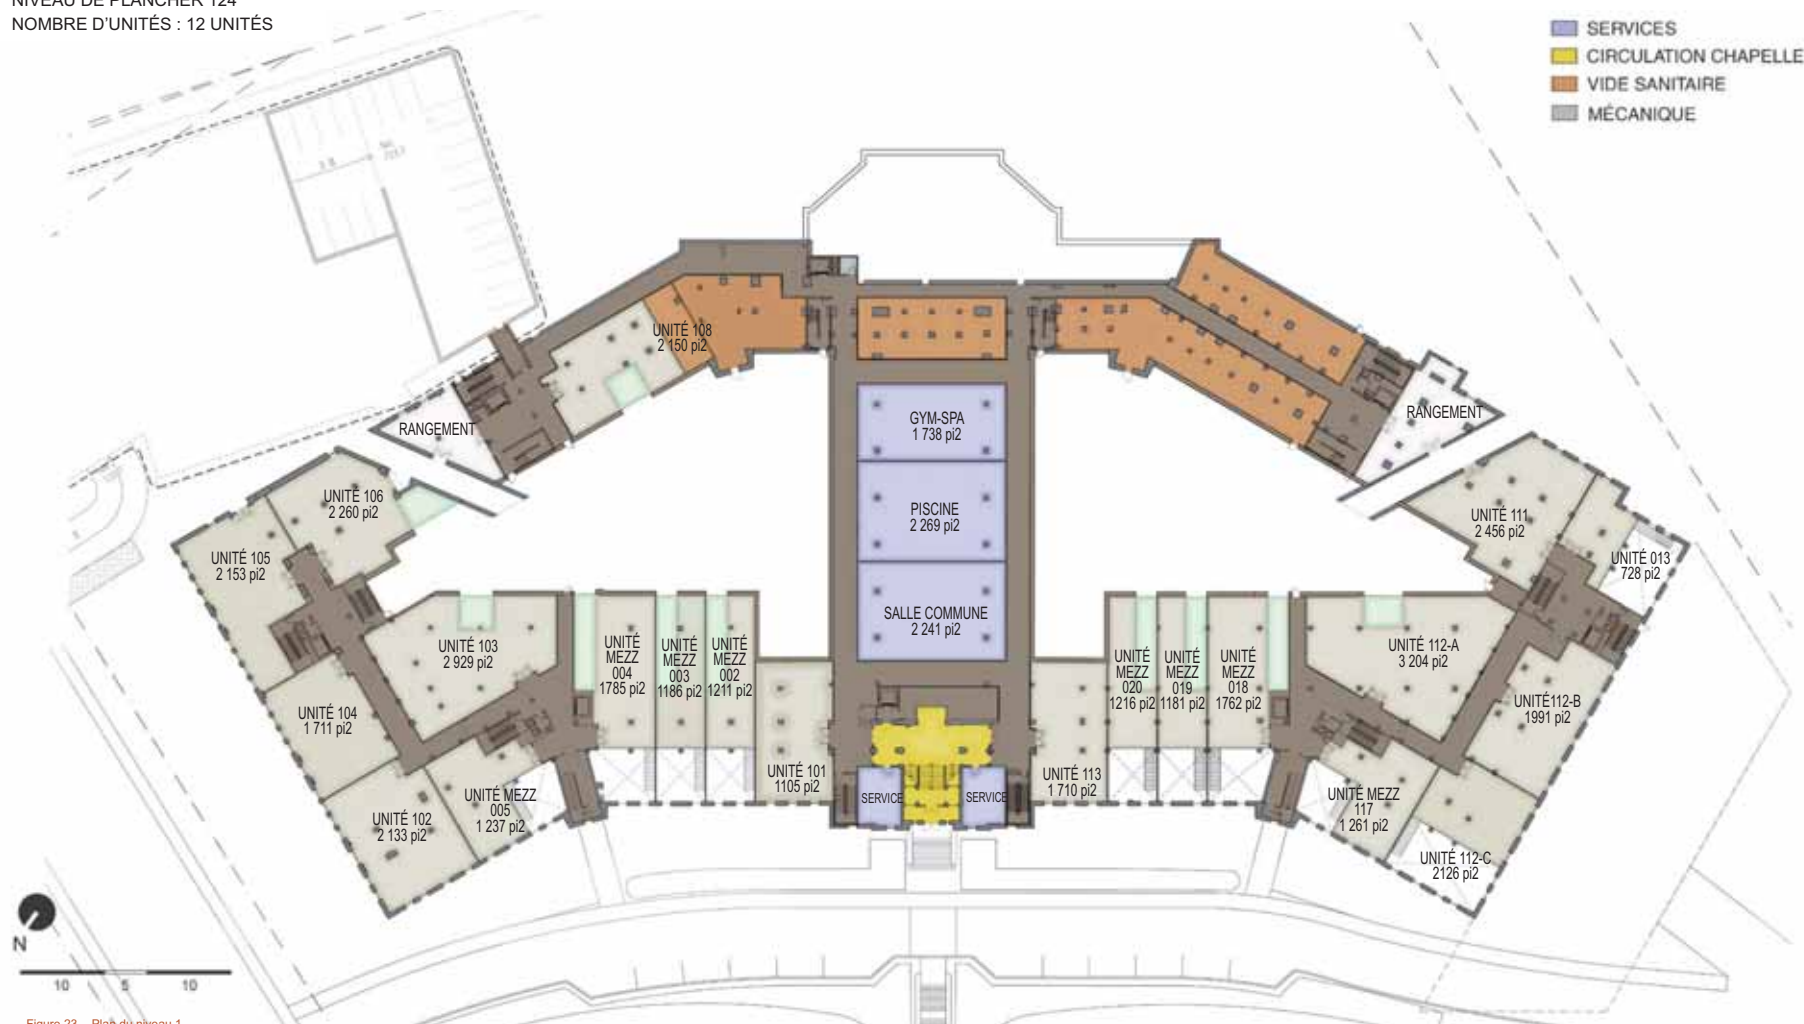 NIVEAU DE PLANCHER 124
NOMBRE D'UNITÉS : 12 UNITÉS
SERVICES
CIRCULATION CHAPELLE
VIDE SANITAIRE
MÉCANIQUE
UNITÉ 108
2 150 pi2
RANGEMENT
GYM-SPA
1 738 pi2
RANGEMENT
UNITÉ 106
2 260 pi2
PISCINE
2 269 pi2
UNITÉ 111
2 456 pi2
UNITÉ 105
2 153 pi2
UNITÉ 013
728 pi2
SALLE COMMUNE
2 241 pi2
UNITÉ 103
2 929 pi2
UNITÉ
MEZZ
004
1785 pi2
UNITÉ
MEZZ
003
1186 pi2
UNITÉ
MEZZ
002
1211 pi2
UNITÉ
MEZZ
020
1216 pi2
UNITÉ
MEZZ
019
1181 pi2
UNITÉ
MEZZ
018
1762 pi2
UNITÉ 112-A
3 204 pi2
UNITÉ 104
1 711 pi2
UNITÉ112-B
1991 pi2
UNITÉ 101
1105 pi2
UNITÉ 113
1 710 pi2
SERVICE
SERVICE
UNITÉ MEZZ
005
1 237 pi2
UNITÉ MEZZ
117
1 261 pi2
UNITÉ 102
2 133 pi2
UNITÉ 112-C
2126 pi2
N
10 5 10
Figure 23 Plan du niveau 1